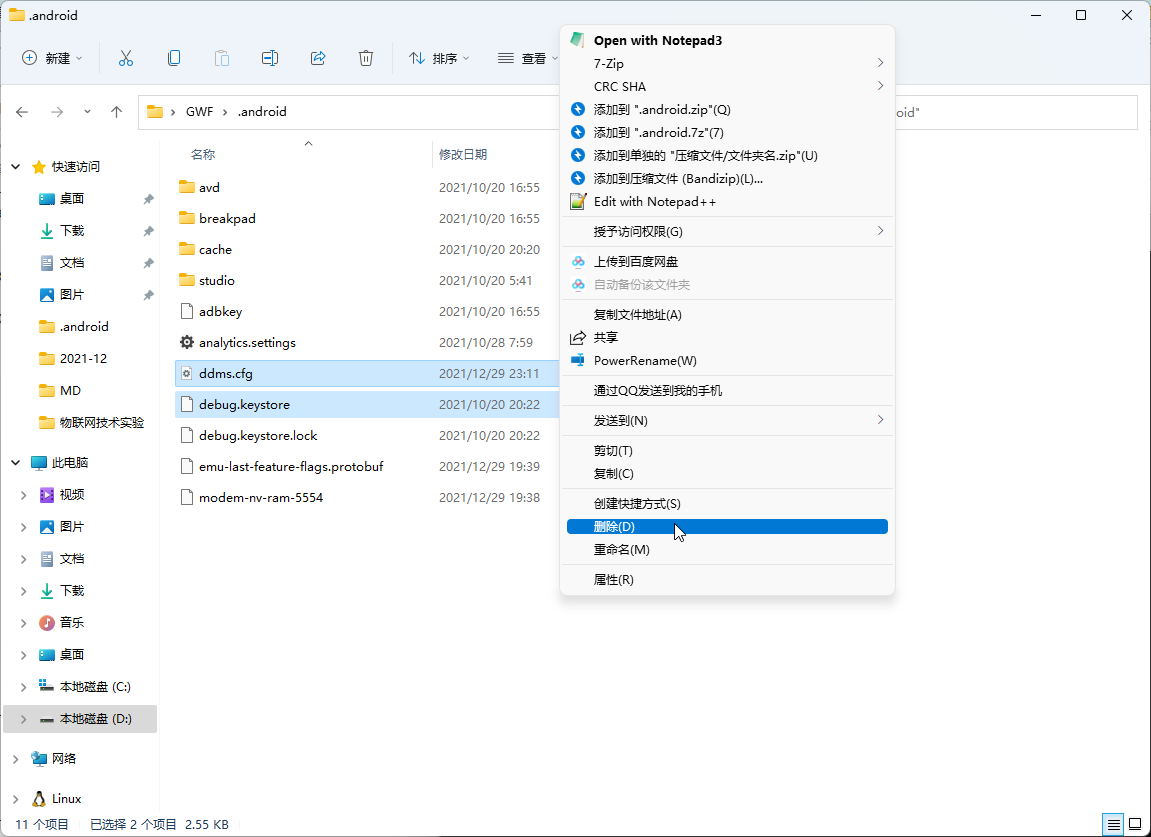 .android
新建
排序
查看
GWF
.android
oid"
名称
修改日期
快速访问
桌面
下载
文档
图片
.android
2021-12
MD
物联网技术实验
此电脑
视频
图片
文档
下载
音乐
桌面
本地磁盘 (C:)
本地磁盘 (D:)
网络
Linux
avd 2021/10/20 16:55
breakpad 2021/10/20 16:55
cache 2021/10/20 20:20
studio 2021/10/20 5:41
adbkey 2021/10/20 16:55
analytics.settings 2021/10/28 7:59
ddms.cfg 2021/12/29 23:11
debug.keystore 2021/10/20 20:22
debug.keystore.lock 2021/10/20 20:22
emu-last-feature-flags.protobuf 2021/12/29 19:39
modem-nv-ram-5554 2021/12/29 19:38
Open with Notepad3
7-Zip
CRC SHA
添加到 ".android.zip"(Q)
添加到 ".android.7z"(7)
添加到单独的 "压缩文件/文件夹名.zip"(U)
添加到压缩文件 (Bandizip)(L)...
Edit with Notepad++
授予访问权限(G)
上传到百度网盘
自动备份该文件夹
复制文件地址(A)
共享
PowerRename(W)
通过QQ发送到我的手机
发送到(N)
剪切(T)
复制(C)
创建快捷方式(S)
删除(D)
重命名(M)
属性(R)
11 个项目 已选择 2 个项目 2.55 KB